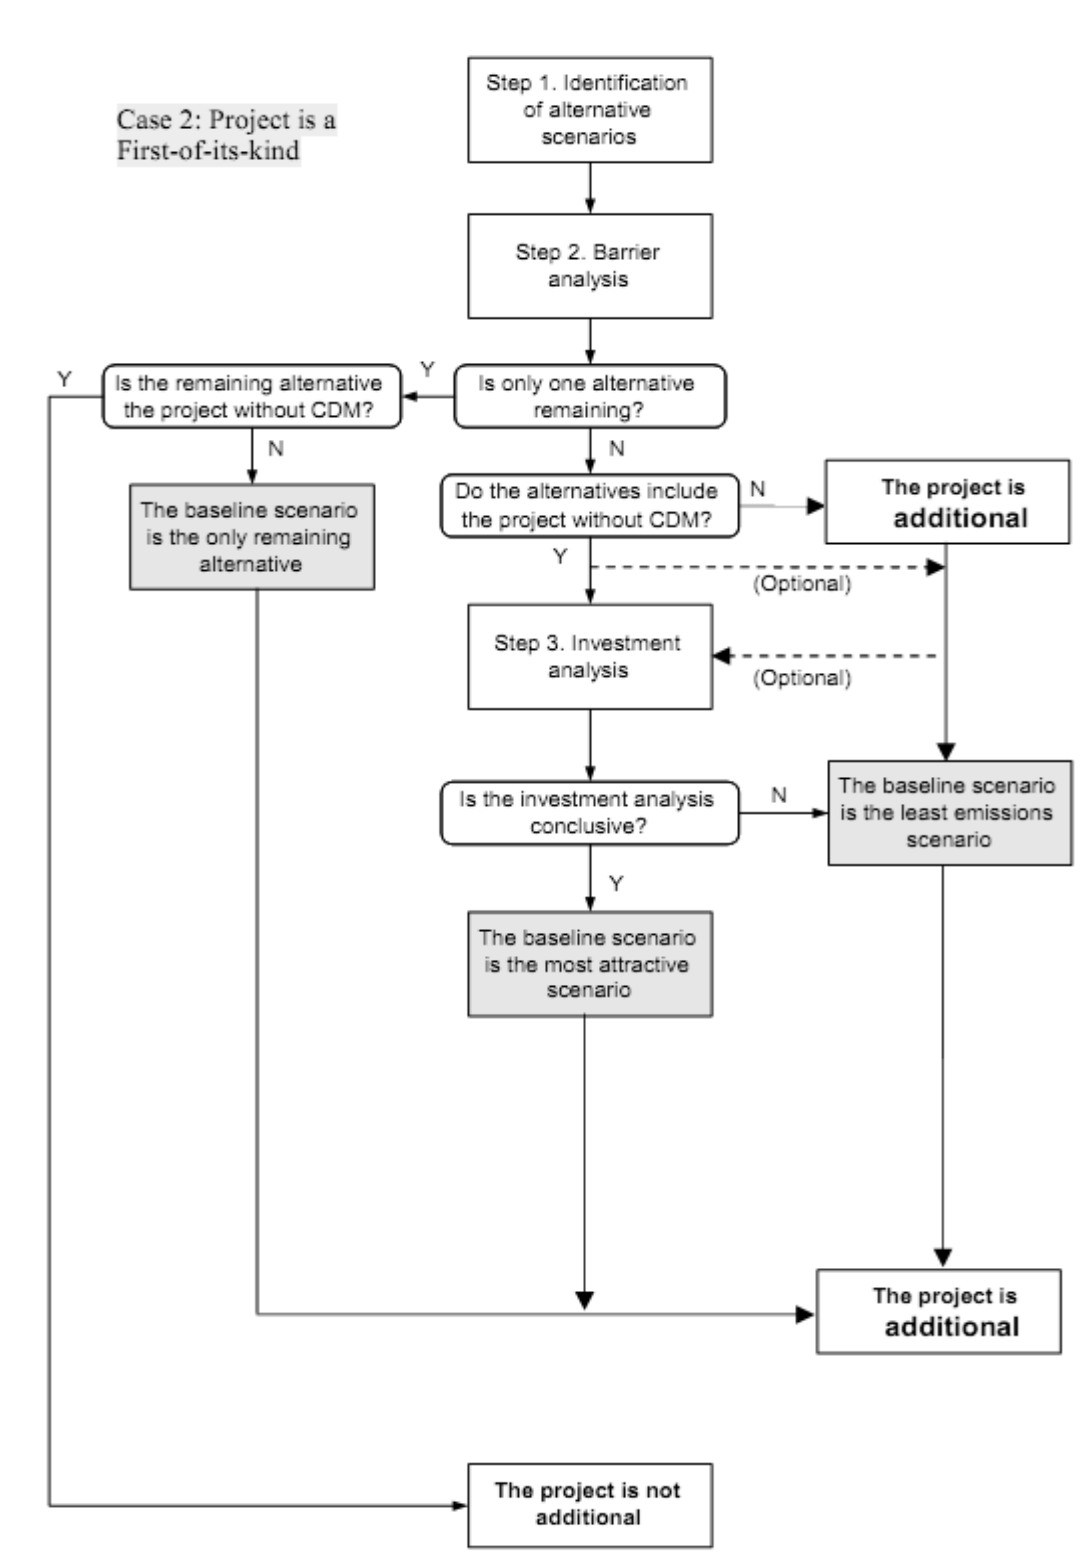 Step 1. Identification
of alternative
scenarios
Case 2: Project is a
First-of-its-kind
Step 2. Barrier
analysis
Y
Is the remaining alternative
the project without CDM?
Y
Is only one alternative
remaining?
N
N
The baseline scenario
is the only remaining
alternative
Do the alternatives include
the project without CDM?
N
The project is
additional
Y
(Optional)
Step 3. Investment
analysis
(Optional)
Is the investment analysis
conclusive?
N
The baseline scenario
is the least emissions
scenario
Y
The baseline scenario
is the most attractive
scenario
The project is
additional
The project is not
additional